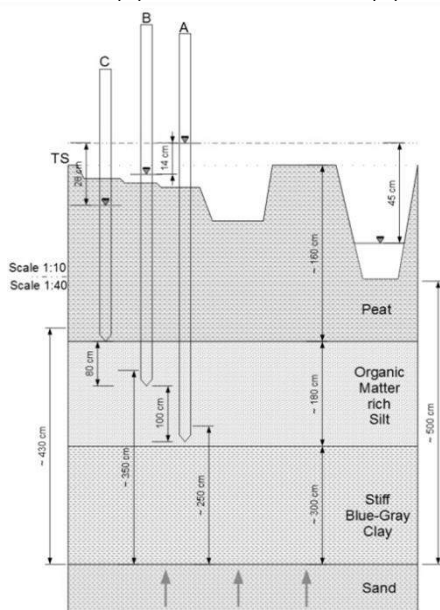 B
A
C
TS
28 cm
14 cm
45 cm
Scale 1:10
Scale 1:40
~ 160 cm
Peat
80 cm
100 cm
~ 180 cm
Organic
Matter
rich
Silt
~ 430 cm
~ 350 cm
~ 250 cm
~ 500 cm
~ 300 cm
Stiff
Blue-Gray
Clay
Sand